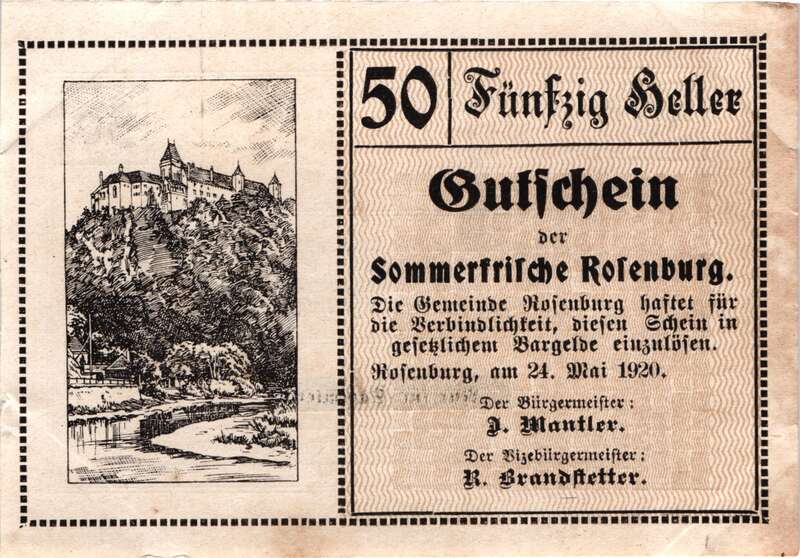 50 Fünfzig Heller
Gutschein
der
Sommerfrische Rosenburg.
Die Gemeinde Rosenburg haftet für
die Verbindlichkeit, diesen Schein in
gesetzlichem Bargelde einzulösen.
Rosenburg, am 24. Mai 1920.
Der Bürgermeister:
J. Mantler.
Der Vizebürgermeister:
R. Brandstetter.